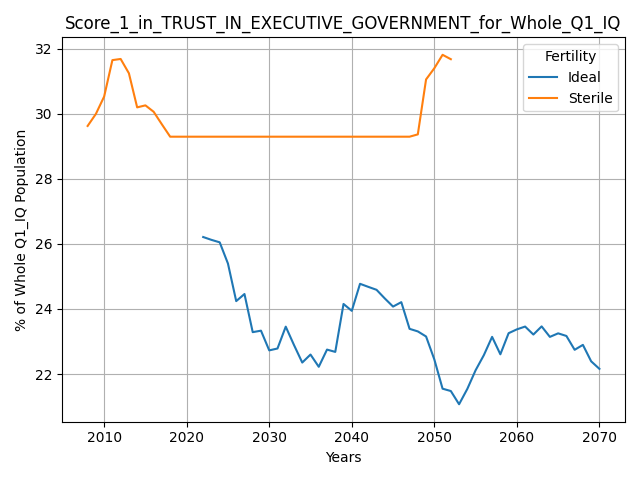 Score_1_in_TRUST_IN_EXECUTIVE_GOVERNMENT_for_Whole_Q1_IQ
Fertility
Ideal
Sterile
% of Whole Q1_IQ Population
32
30
28
26
24
22
2010 2020 2030 2040 2050 2060 2070
Years